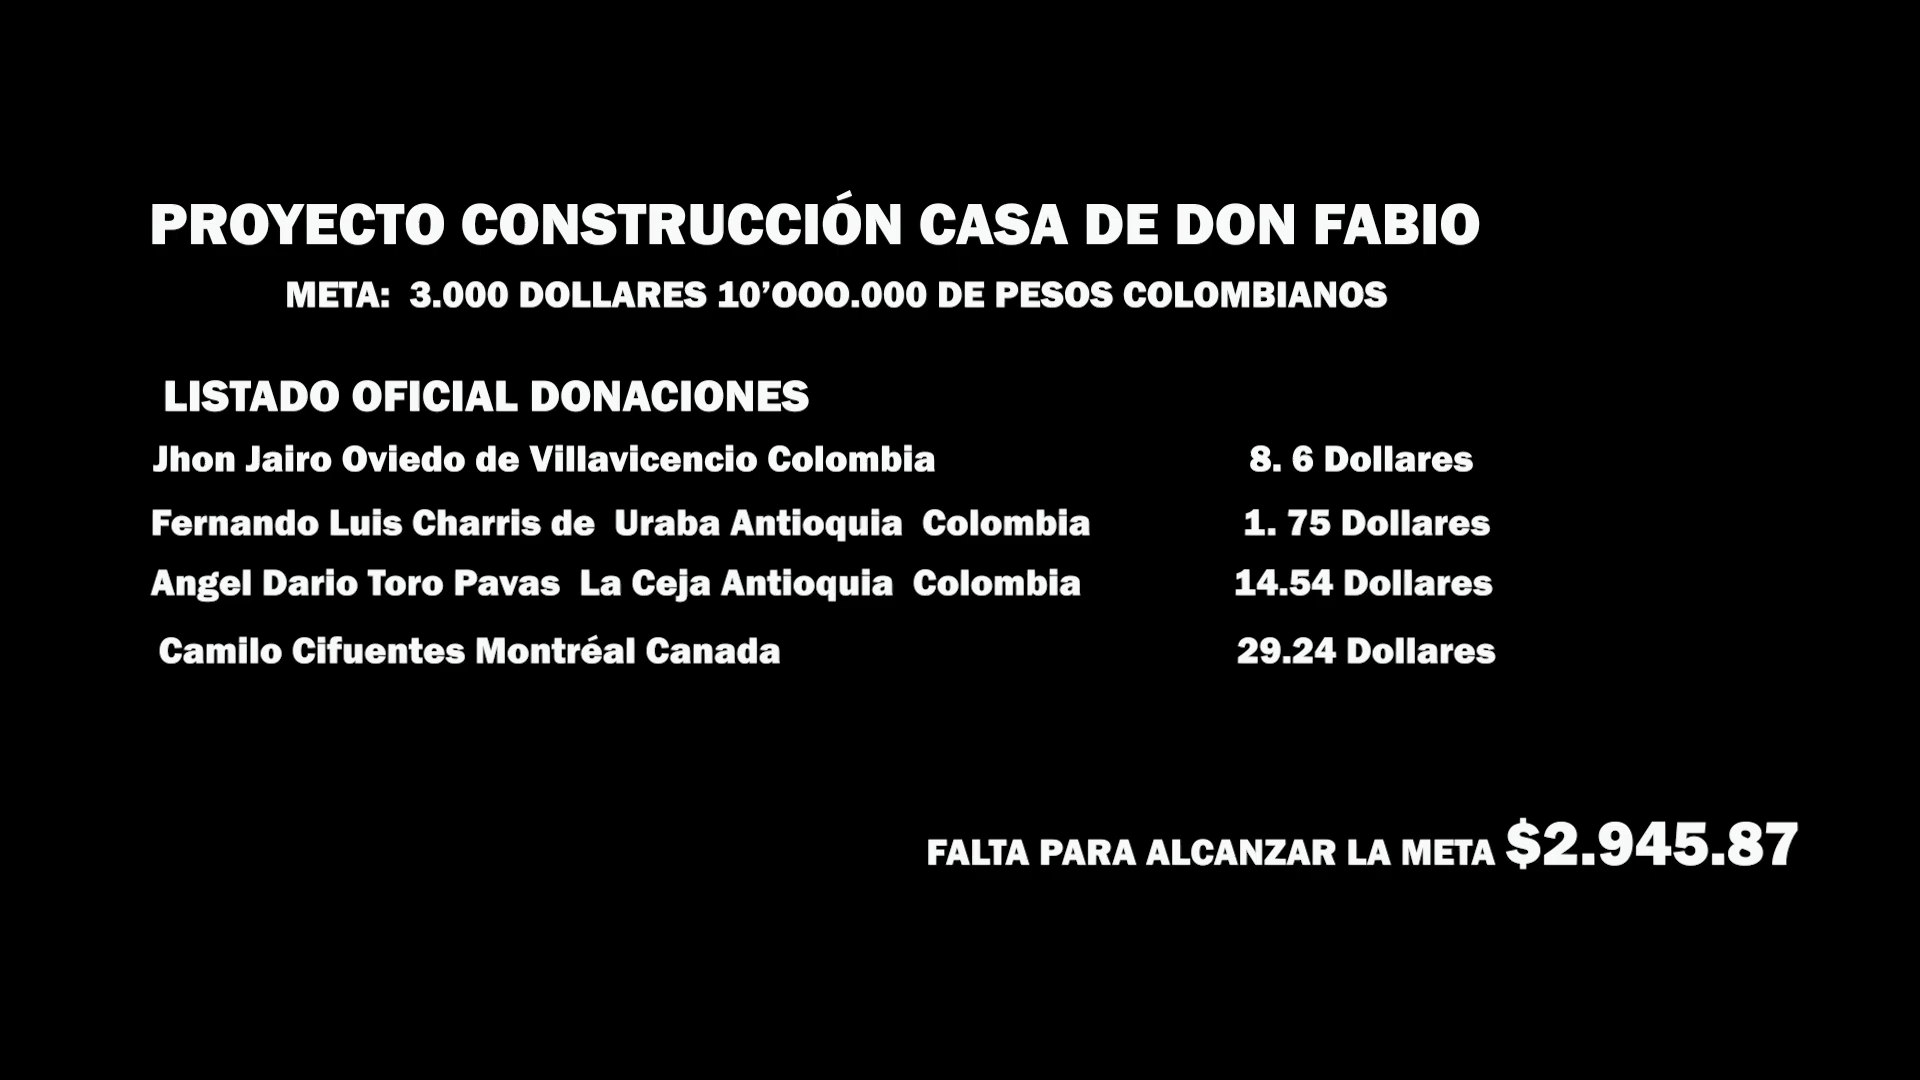 PROYECTO CONSTRUCCIÓN CASA DE DON FABIO
META: 3.000 DOLLARES 10’OOO.000 DE PESOS COLOMBIANOS
LISTADO OFICIAL DONACIONES
Jhon Jairo Oviedo de Villavicencio Colombia 8. 6 Dollares
Fernando Luis Charris de Uraba Antioquia Colombia 1. 75 Dollares
Angel Dario Toro Pavas La Ceja Antioquia Colombia 14.54 Dollares
Camilo Cifuentes Montréal Canada 29.24 Dollares
FALTA PARA ALCANZAR LA META $2.945.87